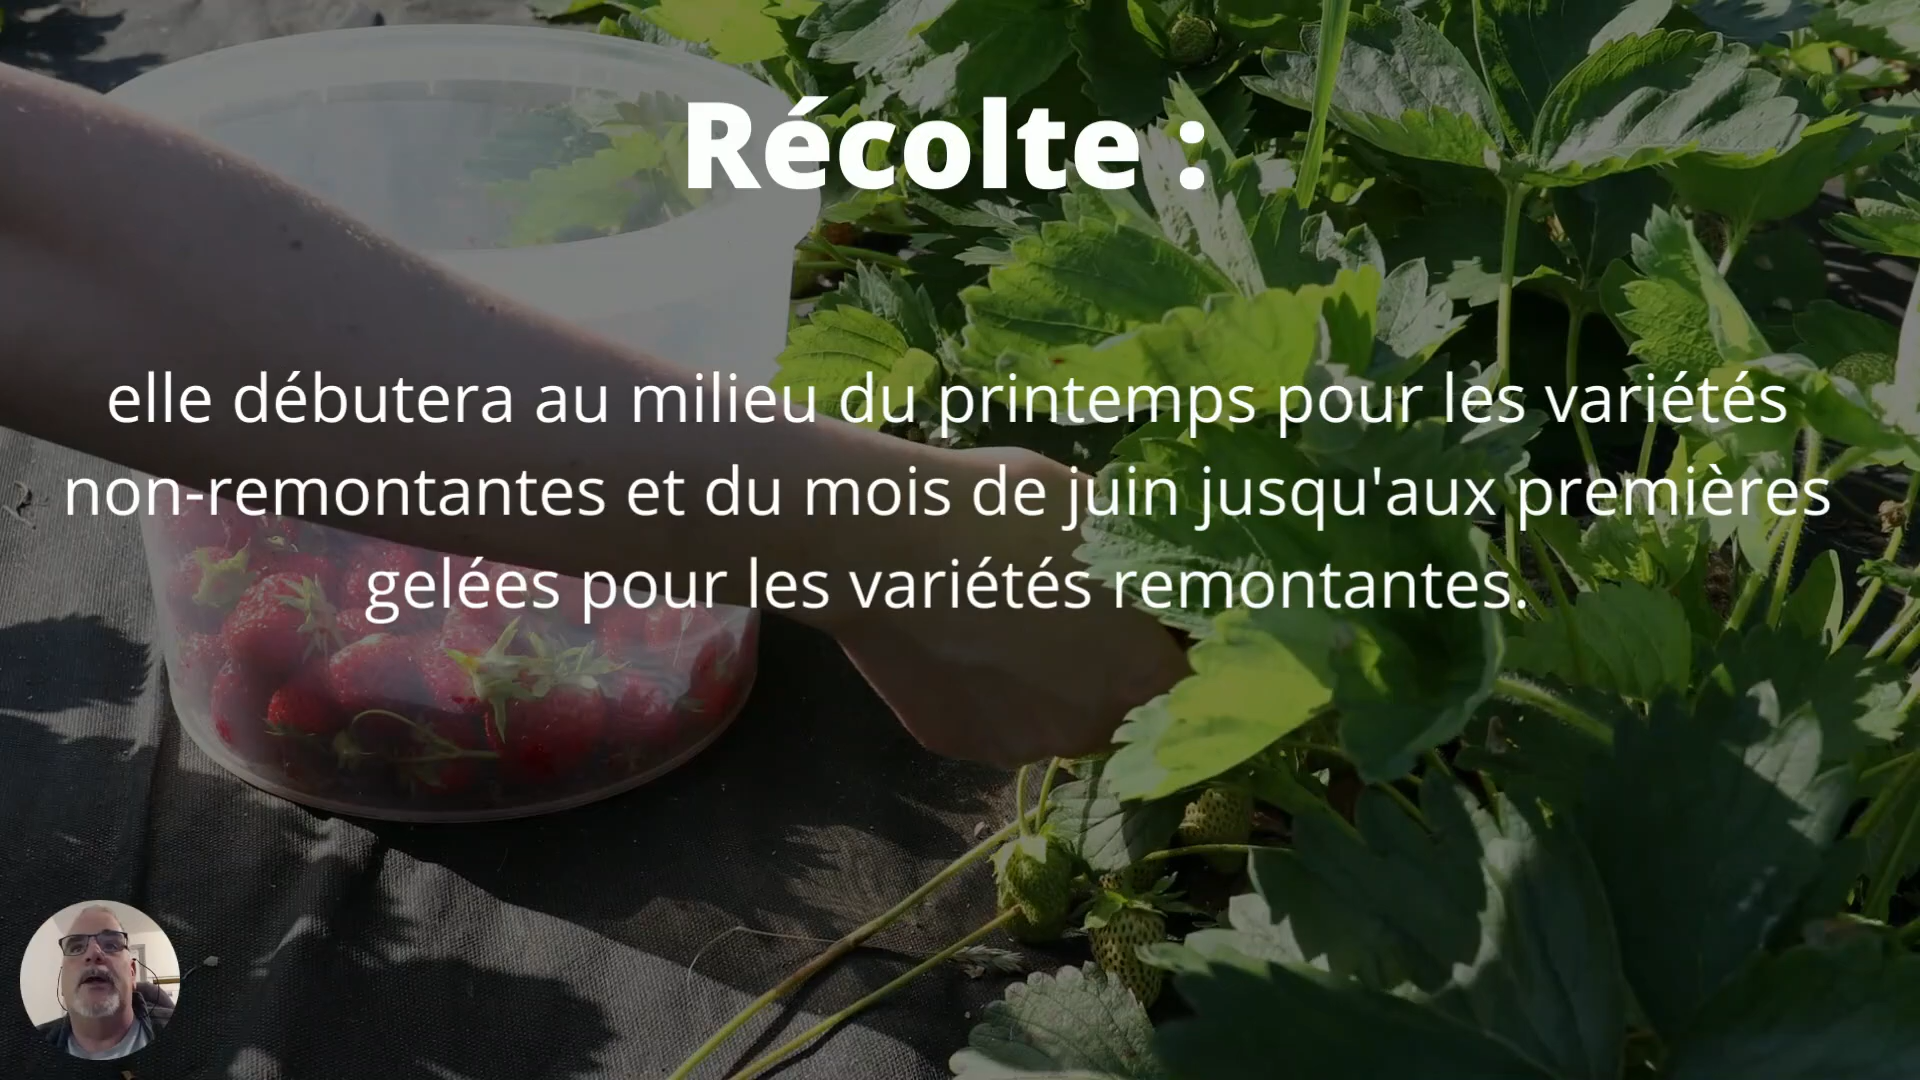 Récolte :
elle débutera au milieu du printemps pour les variétés
non-remontantes et du mois de juin jusqu'aux premières
gelées pour les variétés remontantes.